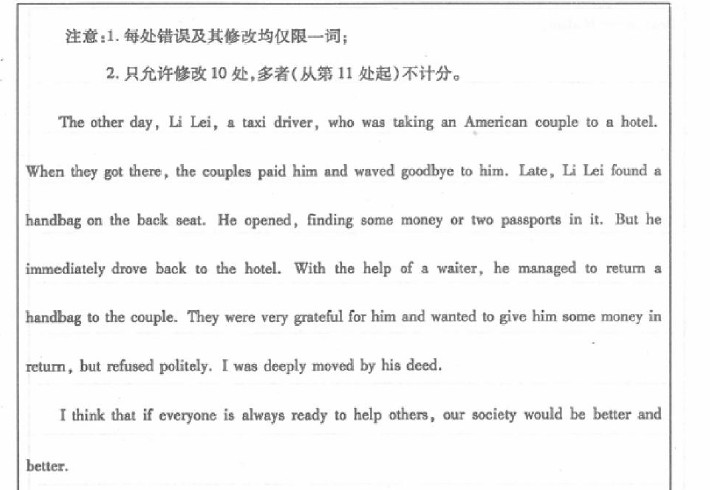 注意:1. 每处错误及其修改均仅限一词;
2. 只允许修改 10 处,多者(从第 11 处起)不计分。
The other day, Li Lei, a taxi driver, who was taking an American couple to a hotel.
When they got there, the couples paid him and waved goodbye to him. Late, Li Lei found a
handbag on the back seat. He opened, finding some money or two passports in it. But he
immediately drove back to the hotel. With the help of a waiter, he managed to return a
handbag to the couple. They were very grateful for him and wanted to give him some money in
return, but refused politely. I was deeply moved by his deed.
I think that if everyone is always ready to help others, our society would be better and
better.